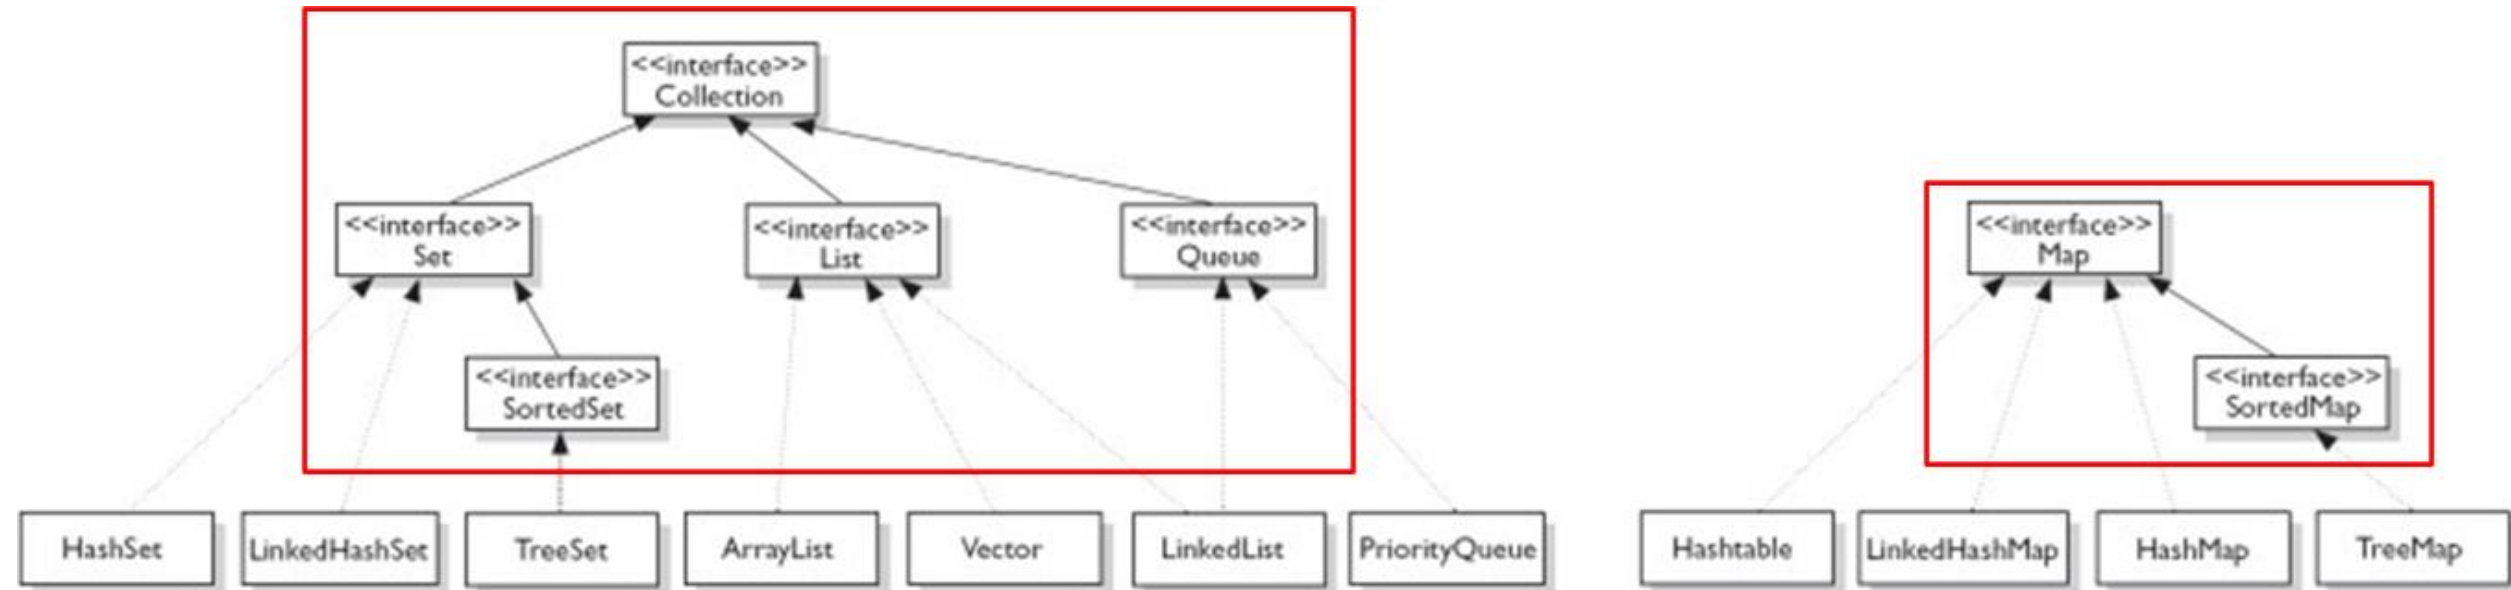 <<interface>>
Collection
<<interface>>
Set
<<interface>>
List
<<interface>>
Queue
<<interface>>
Map
<<interface>>
SortedSet
<<interface>>
SortedMap
HashSet
LinkedHashSet
TreeSet
ArrayList
Vector
LinkedList
PriorityQueue
Hashtable
LinkedHashMap
HashMap
TreeMap